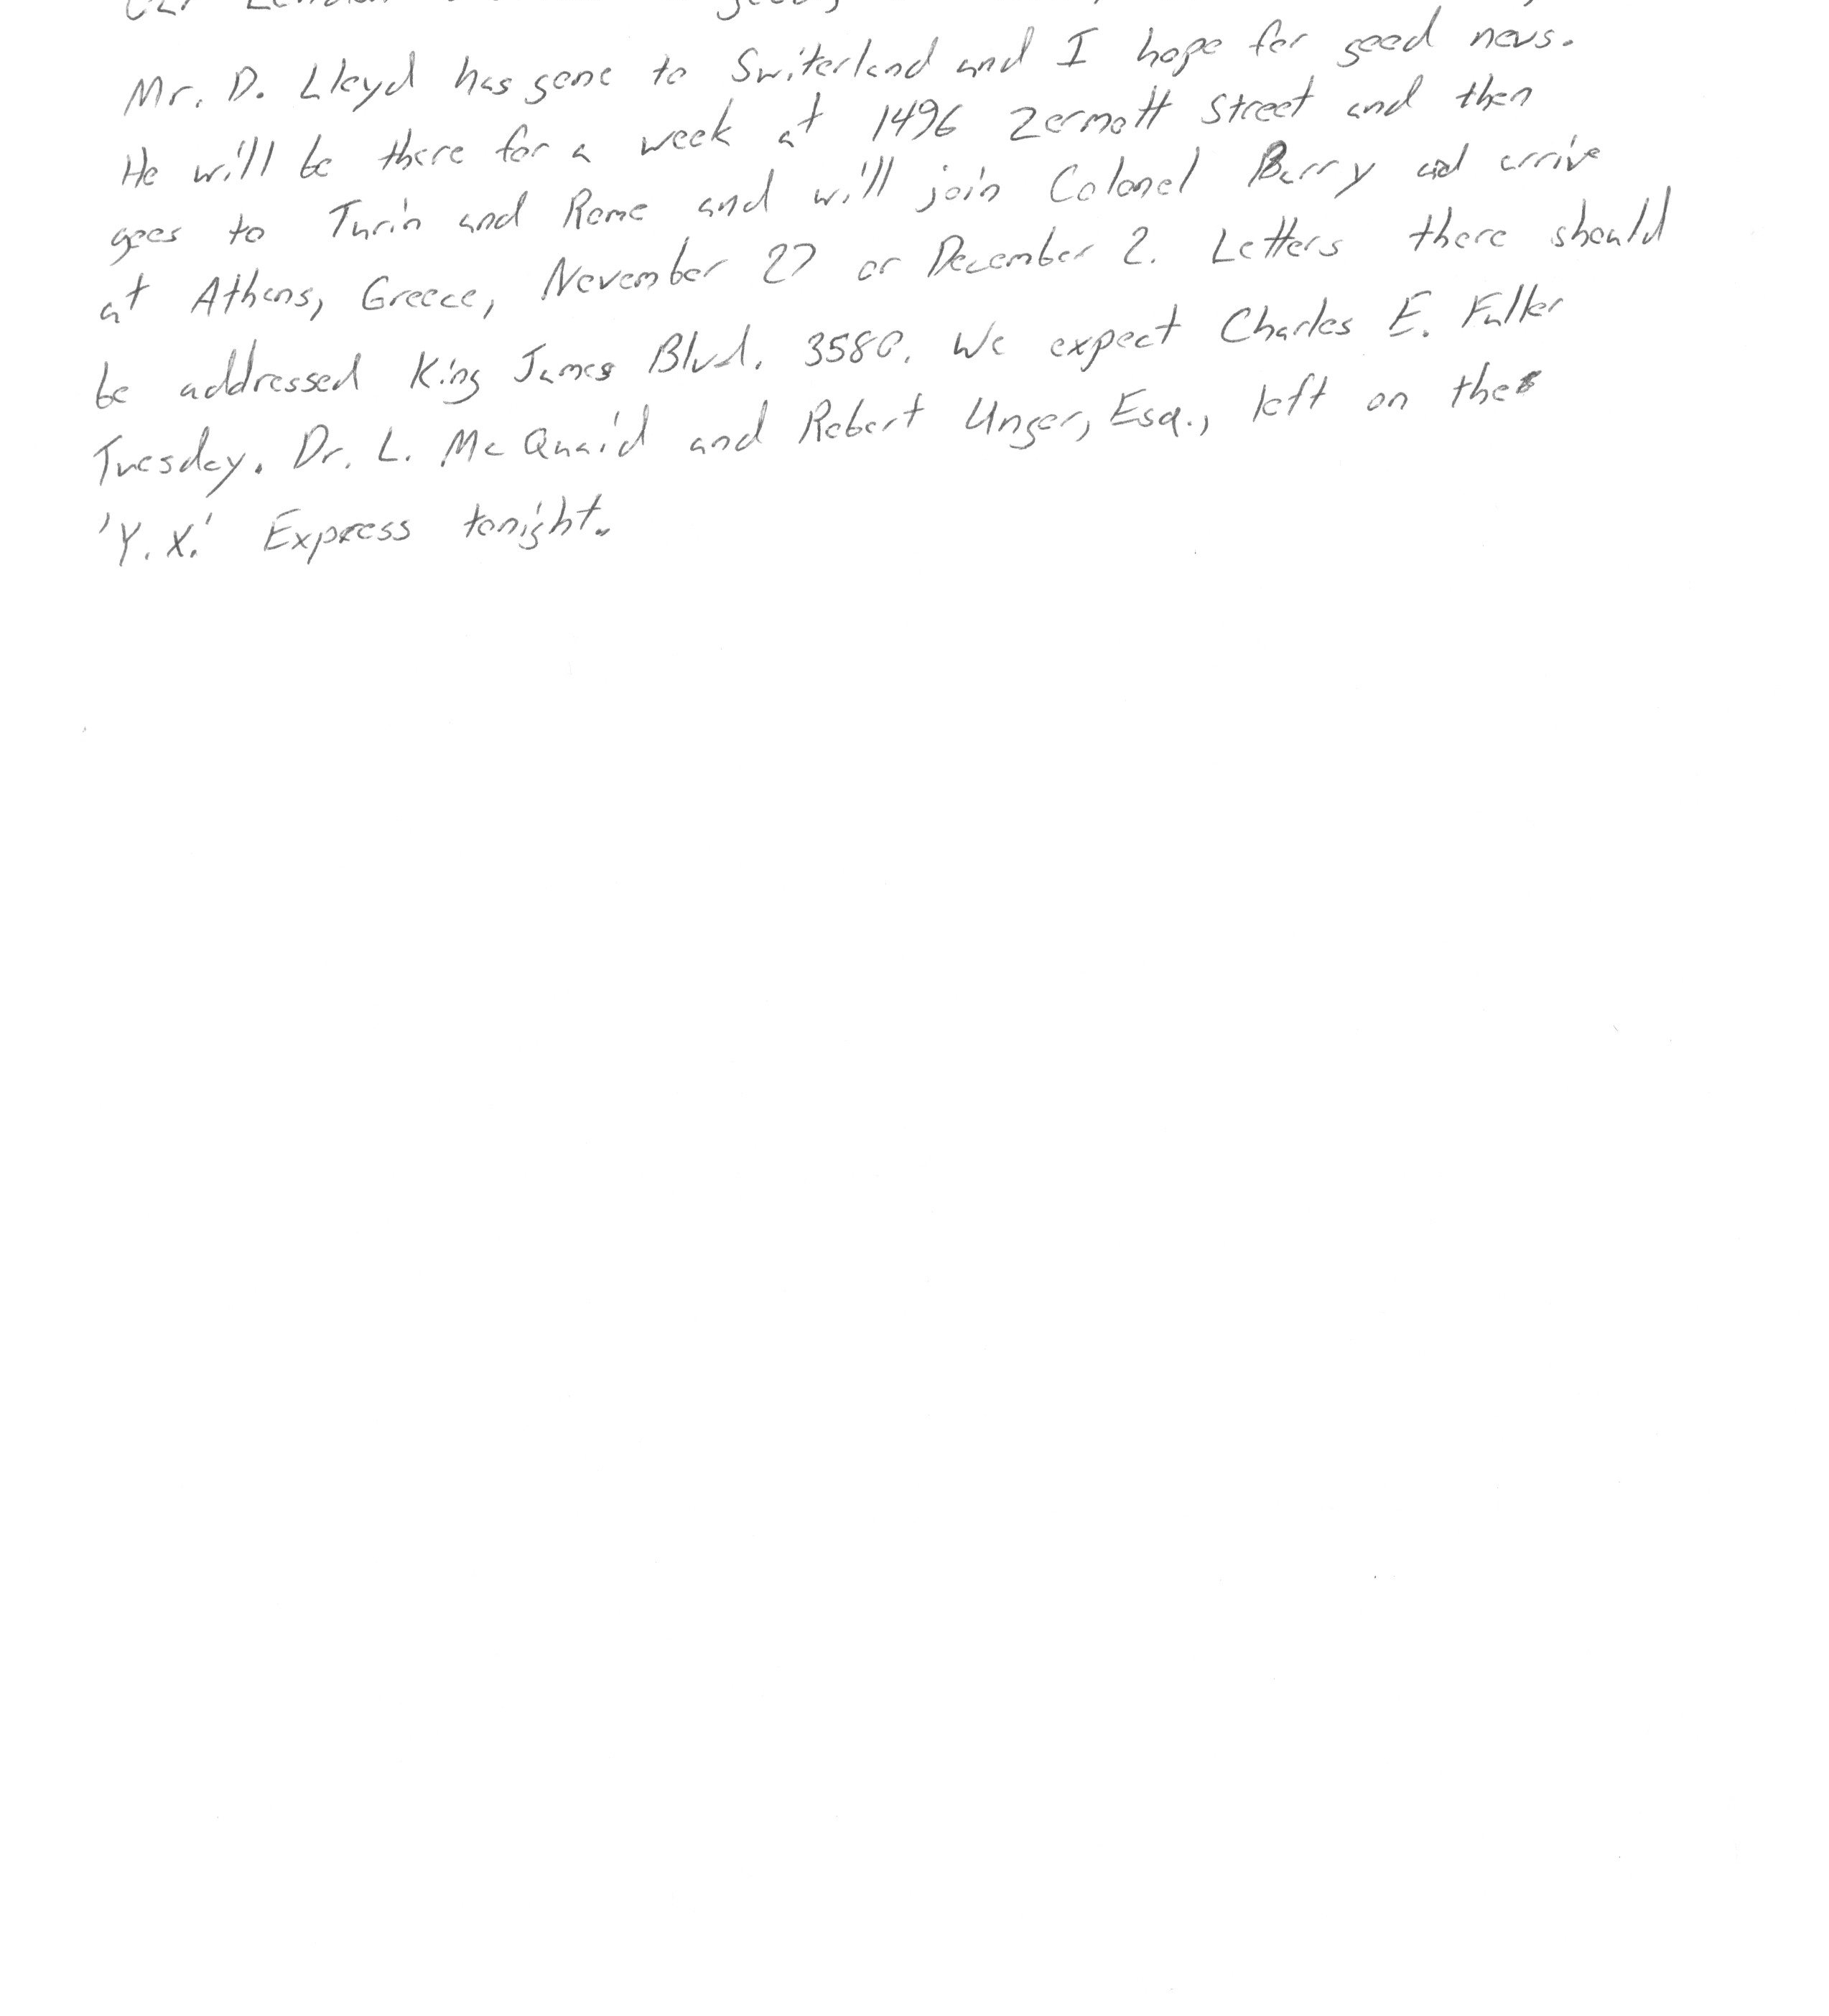 Mr. D. Lloyd has gone to Switerland and I hope for good news.
He will be there for a week at 1496 Zermott Street and then
goes to Turin and Rome and will join Colonel Barry and arrive
at Athens, Greece, November 27 or December 2. Letters there should
be addressed King James Blvd. 3580. We expect Charles E. Fuller
Tuesday. Dr. L. McQuaid and Robert Unger, Esq., left on the
'Y.X.' Express tonight.